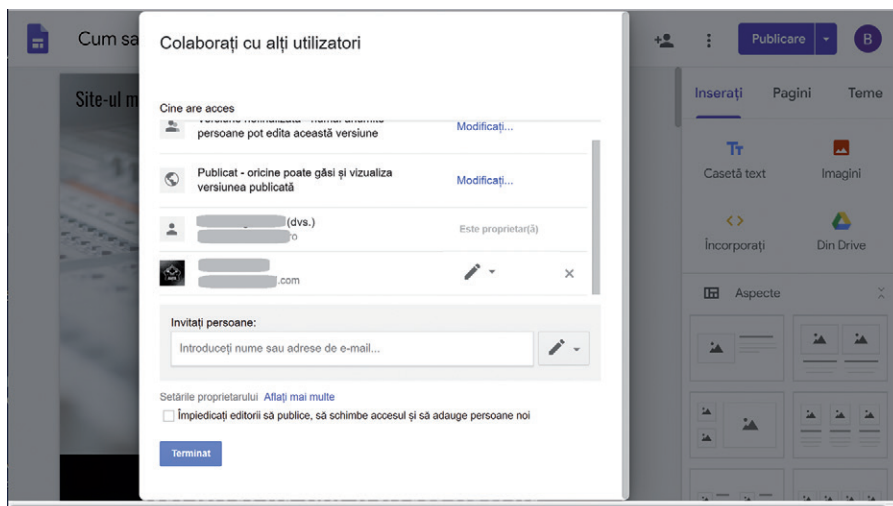 Cum sa
Colaborați cu alți utilizatori
Publicare
B
Site-ul m
Cine are acces
persoane pot edita această versiune
Modificați...
Publicat - oricine poate găsi și vizualiza
versiunea publicată
Modificați...
(dvs.)
Este proprietar(ă)
.com
Invitați persoane:
Introduceți nume sau adrese de e-mail...
Setările proprietarului Aflați mai multe
Împiedicați editorii să publice, să schimbe accesul și să adauge persoane noi
Terminat
Inserați Pagini Teme
Casetă text Imagini
Încorporați Din Drive
Aspecte